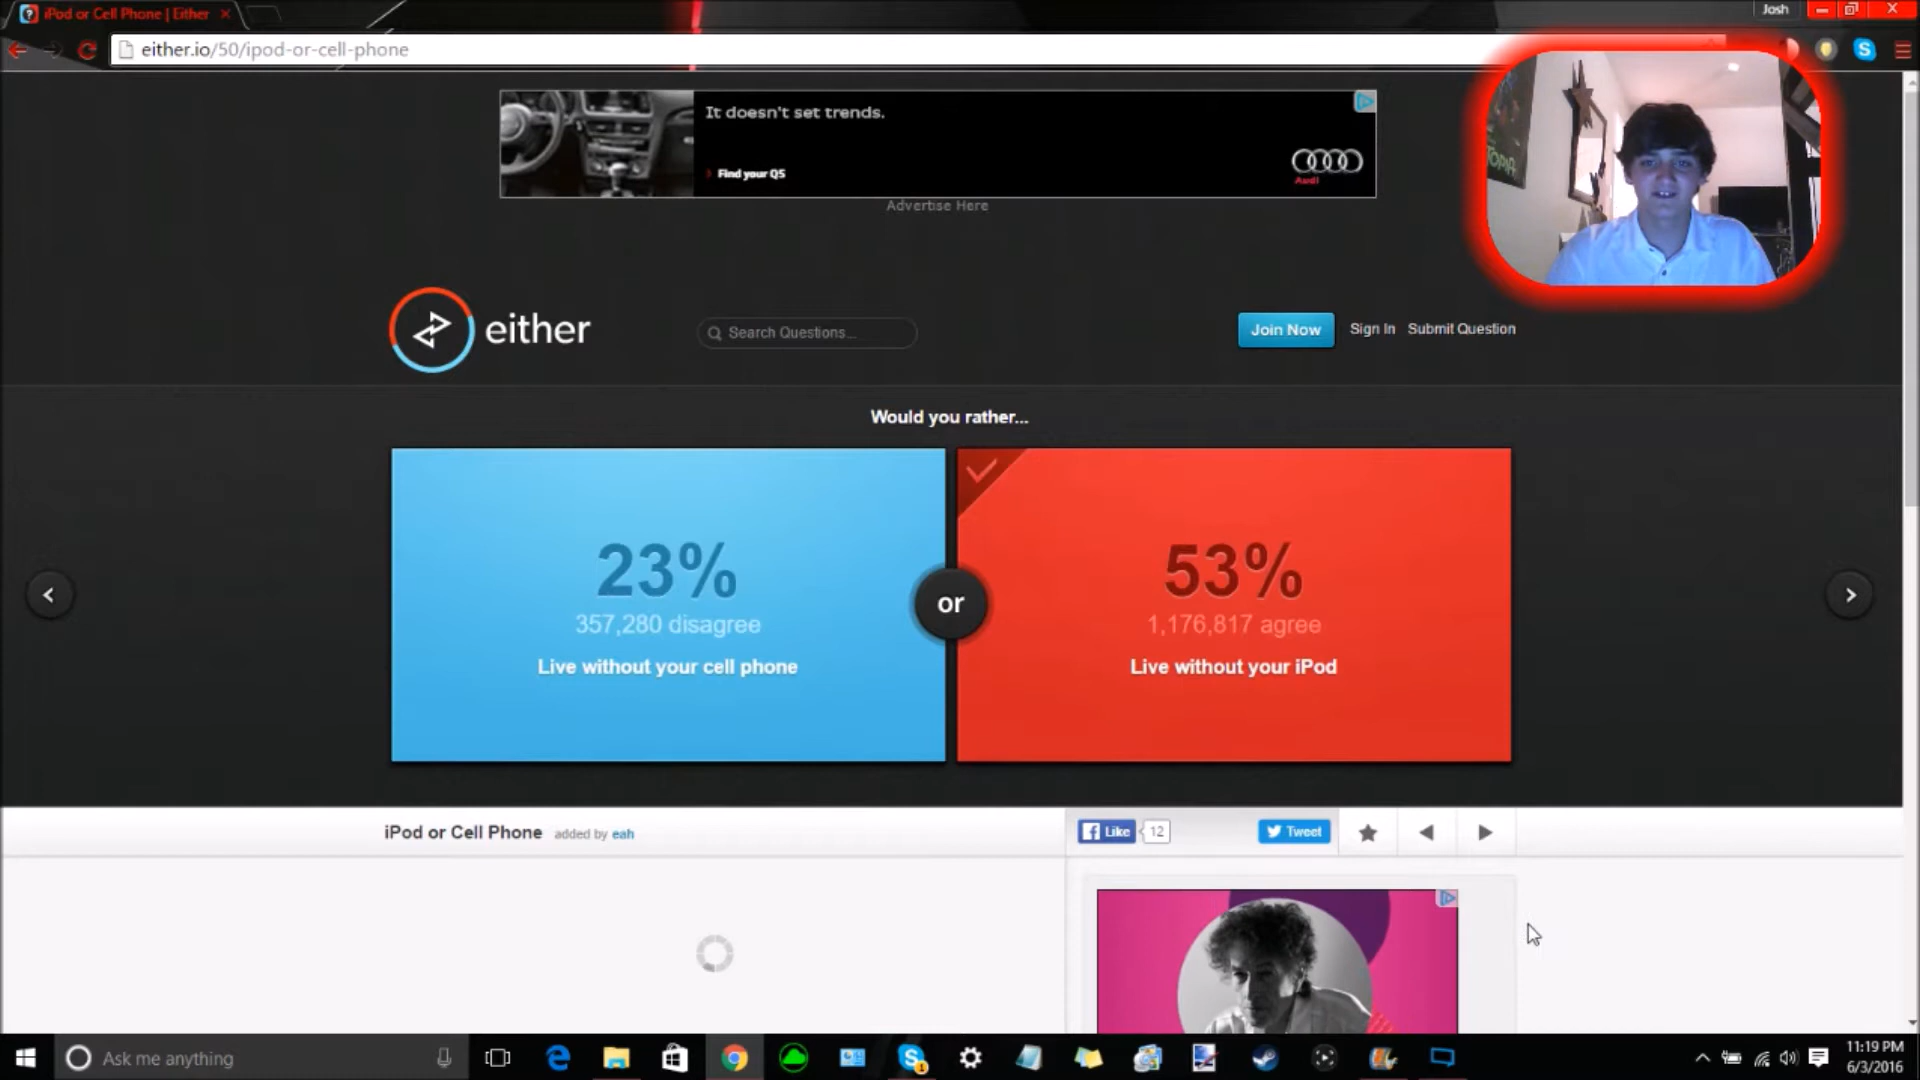 iPod or Cell Phone | Either
Josh
either.io/50/ipod-or-cell-phone
It doesn't set trends.
Find your Q5
Audi
Advertise Here
TOPIA
either
Search Questions...
Join Now
Sign In
Submit Question
Would you rather...
23%
357,280 disagree
Live without your cell phone
or
53%
1,176,817 agree
Live without your iPod
iPod or Cell Phone added by eah
Like
12
Tweet
Ask me anything
11:19 PM
6/3/2016